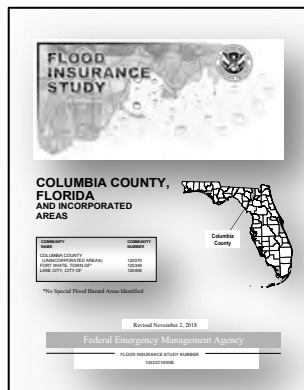 FLOOD
INSURANCE
STUDY
COLUMBIA COUNTY,
FLORIDA
AND INCORPORATED
AREAS
COMMUNITY NAME COMMUNITY NUMBER
COLUMBIA COUNTY
(UNINCORPORATED AREAS) 120070
FORT WHITE, TOWN OF* 120349
LAKE CITY, CITY OF 120406
Columbia
County
*No Special Flood Hazard Areas Identified
Revised November 2, 2018
Federal Emergency Management Agency
FLOOD INSURANCE STUDY NUMBER
12023CV000B